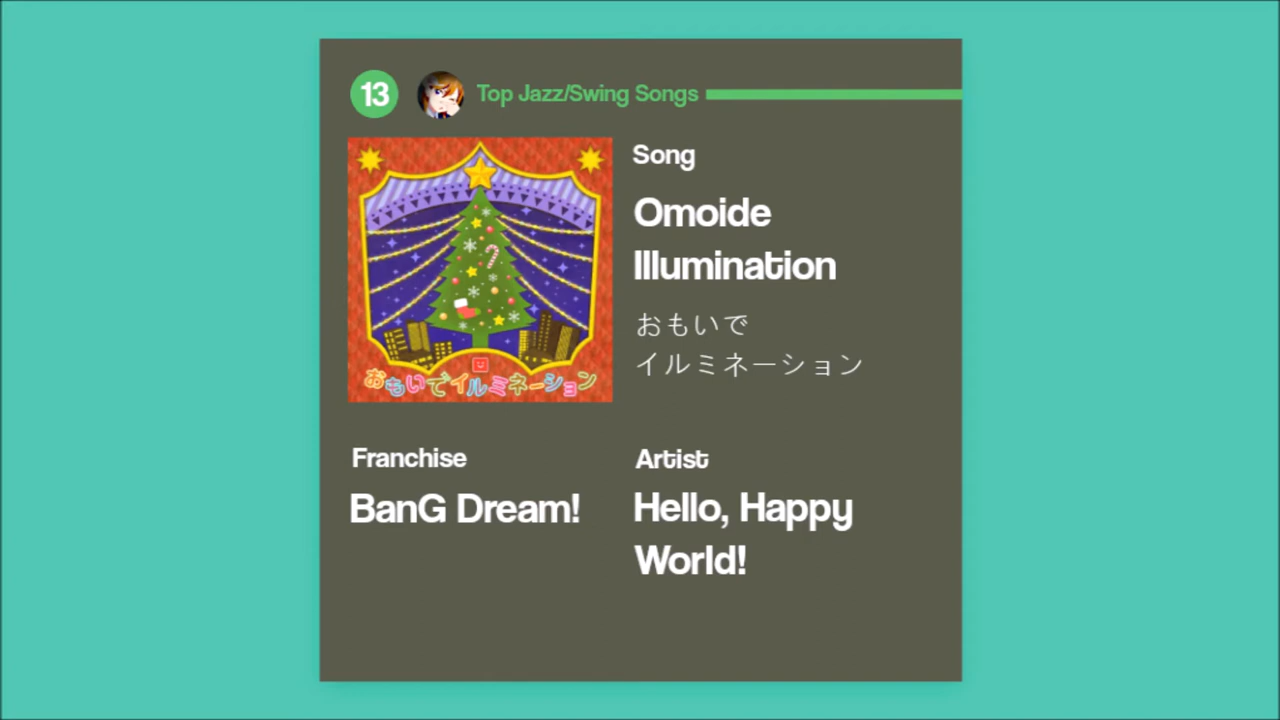 13 Top Jazz/Swing Songs
Song
Omoide
Illumination
おもいで
イルミネーション
おもいでイルミネーション
Franchise
BanG Dream!
Artist
Hello, Happy
World!